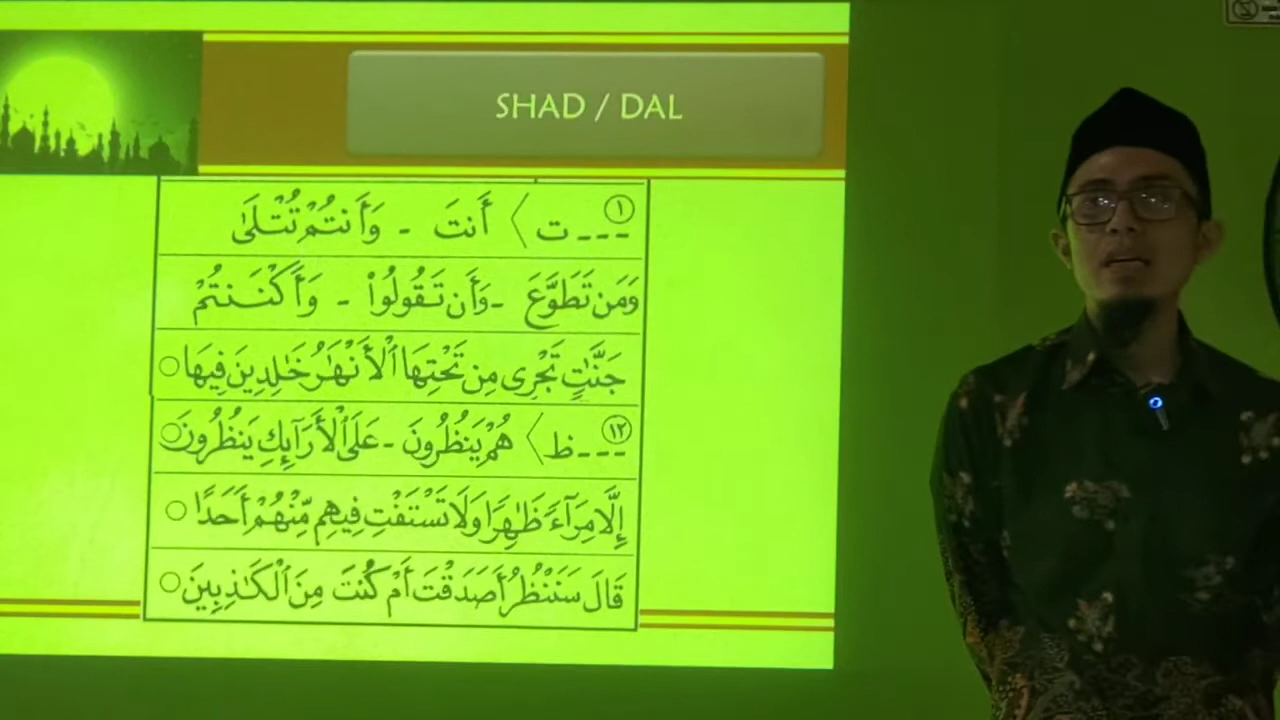 SHAD / DAL
١ ---ت〉 أَنتَ - وَأَنتُمْ تُتْلَىٰ
وَمَن تَطَوَّعَ - وَأَن تَقُولُوا۟ - وَأَكْنَنتُمْ
جَنَّٰتٍ تَجْرِى مِن تَحْتِهَا ٱلْأَنْهَٰرُ خَٰلِدِينَ فِيهَا ○
١٢ ---ظ〉 هُمْ يَنظُرُونَ - عَلَى ٱلْأَرَآئِكِ يَنظُرُونَ ○
إِلَّا مِرَآءً ظَٰهِرًا وَلَا تَسْتَفْتِ فِيهِم مِّنْهُمْ أَحَدًا ○
قَالَ سَنَنْظُرُ أَصَدَقْتَ أَمْ كُنتَ مِنَ ٱلْكَٰذِبِينَ ○